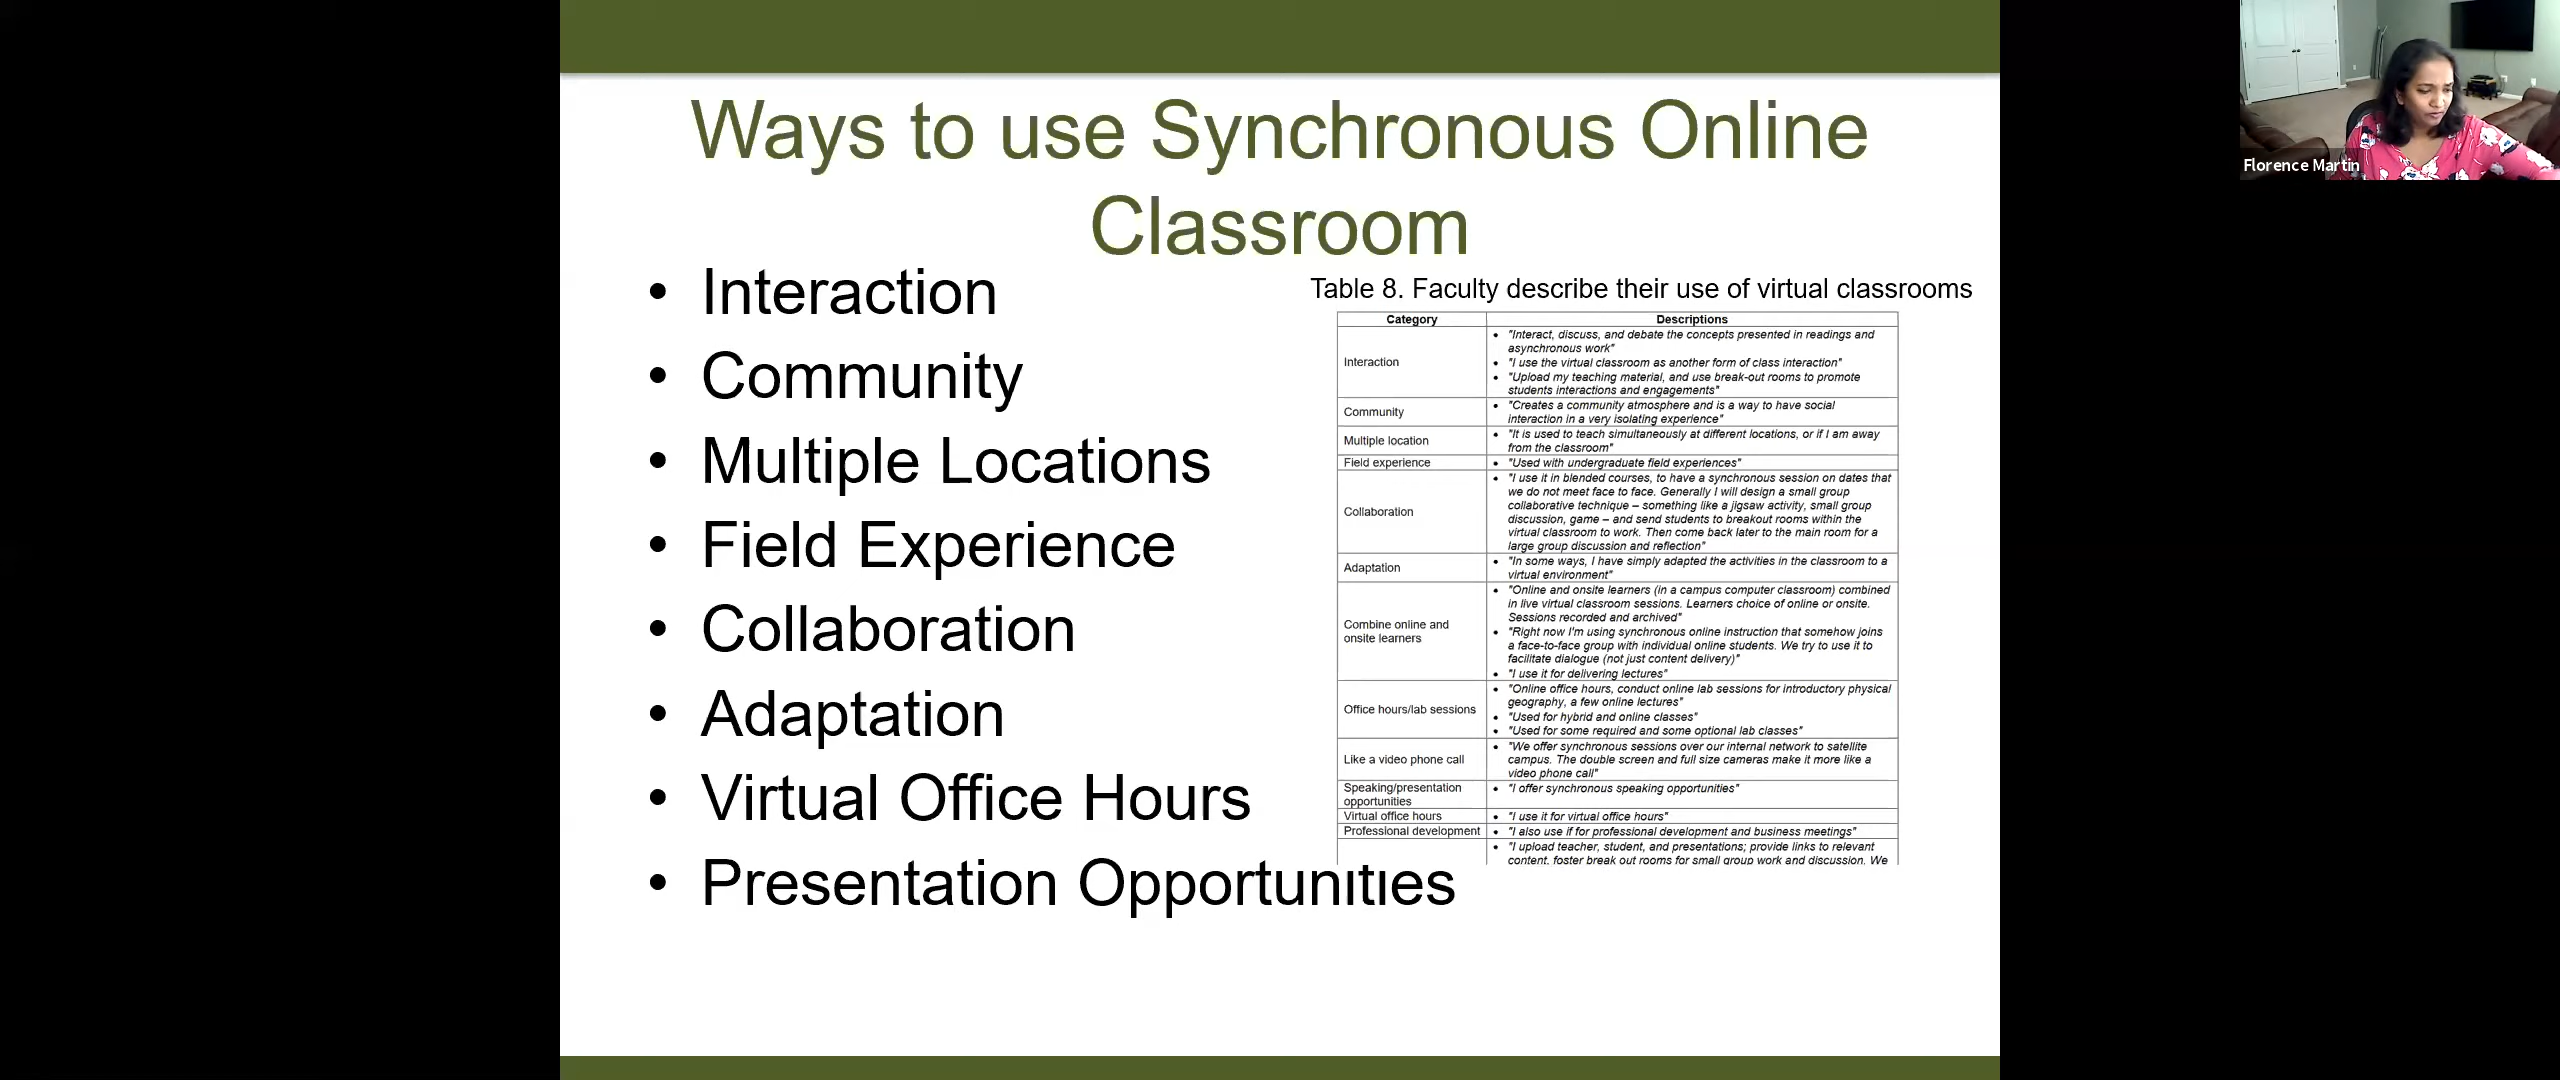 Ways to use Synchronous Online
Classroom
• Interaction
• Community
• Multiple Locations
• Field Experience
• Collaboration
• Adaptation
• Virtual Office Hours
• Presentation Opportunities
Table 8. Faculty describe their use of virtual classrooms
Category Descriptions
Interaction
• "Interact, discuss, and debate the concepts presented in readings and
asynchronous work"
• "I use the virtual classroom as another form of class interaction"
• "Upload my teaching material, and use break-out rooms to promote
students interactions and engagements"
Community
• "Creates a community atmosphere and is a way to have social
interaction in a very isolating experience"
Multiple location
• "It is used to teach simultaneously at different locations, or if I am away
from the classroom"
Field experience
• "Used with undergraduate field experiences"
Collaboration
• "I use it in blended courses, to have a synchronous session on dates that
we do not meet face to face. Generally I will design a small group
collaborative technique – something like a jigsaw activity, small group
discussion, game – and send students to breakout rooms within the
virtual classroom to work. Then come back later to the main room for a
large group discussion and reflection"
Adaptation
• "In some ways, I have simply adapted the activities in the classroom to a
virtual environment"
Combine online and
onsite learners
• "Online and onsite learners (in a campus computer classroom) combined
in live virtual classroom sessions. Learners choice of online or onsite.
Sessions recorded and archived"
• "Right now I'm using synchronous online instruction that somehow joins
a face-to-face group with individual online students. We try to use it to
facilitate dialogue (not just content delivery)"
• "I use it for delivering lectures"
Office hours/lab sessions
• "Online office hours, conduct online lab sessions for introductory physical
geography, a few online lectures"
• "Used for hybrid and online classes"
• "Used for some required and some optional lab classes"
Like a video phone call
• "We offer synchronous sessions over our internal network to satellite
campus. The double screen and full size cameras make it more like a
video phone call"
Speaking/presentation
opportunities
• "I offer synchronous speaking opportunities"
Virtual office hours
• "I use it for virtual office hours"
Professional development
• "I also use if for professional development and business meetings"
• "I upload teacher, student, and presentations; provide links to relevant
content, foster break out rooms for small group work and discussion. We
Florence Martin